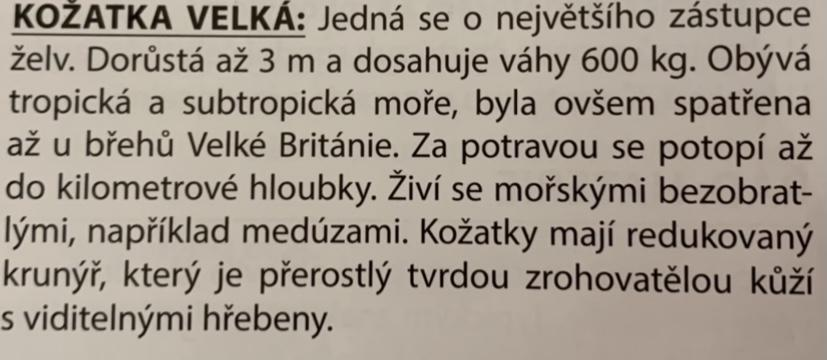 KOŽATKA VELKÁ: Jedná se o největšího zástupce
želv. Dorůstá až 3 m a dosahuje váhy 600 kg. Obývá
tropická a subtropická moře, byla ovšem spatřena
až u břehů Velké Británie. Za potravou se potopí až
do kilometrové hloubky. Živí se mořskými bezobrat-
lými, například medúzami. Kožatky mají redukovaný
krunýř, který je přerostlý tvrdou zrohovatělou kůží
s viditelnými hřebeny.